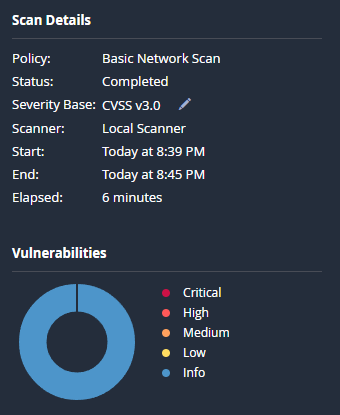 Scan Details
Policy: Basic Network Scan
Status: Completed
Severity Base: CVSS v3.0
Scanner: Local Scanner
Start: Today at 8:39 PM
End: Today at 8:45 PM
Elapsed: 6 minutes
Vulnerabilities
Critical
High
Medium
Low
Info